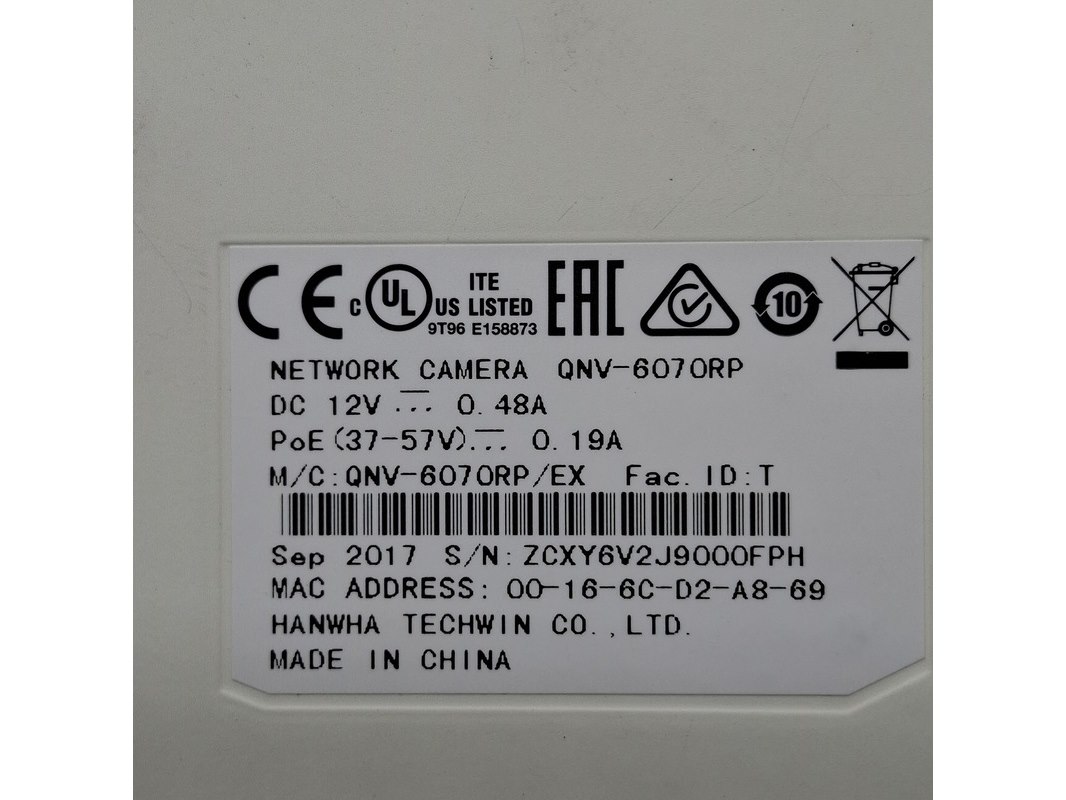 CE c UL US ITE LISTED 9T96 E158873 EAC 10
NETWORK CAMERA QNV-6070RP
DC 12V ⎓ 0.48A
PoE(37-57V)⎓ 0.19A
M/C:QNV-6070RP/EX Fac.ID:T
Sep 2017 S/N:ZCXY6V2J9000FPH
MAC ADDRESS: 00-16-6C-D2-A8-69
HANWHA TECHWIN CO.,LTD.
MADE IN CHINA